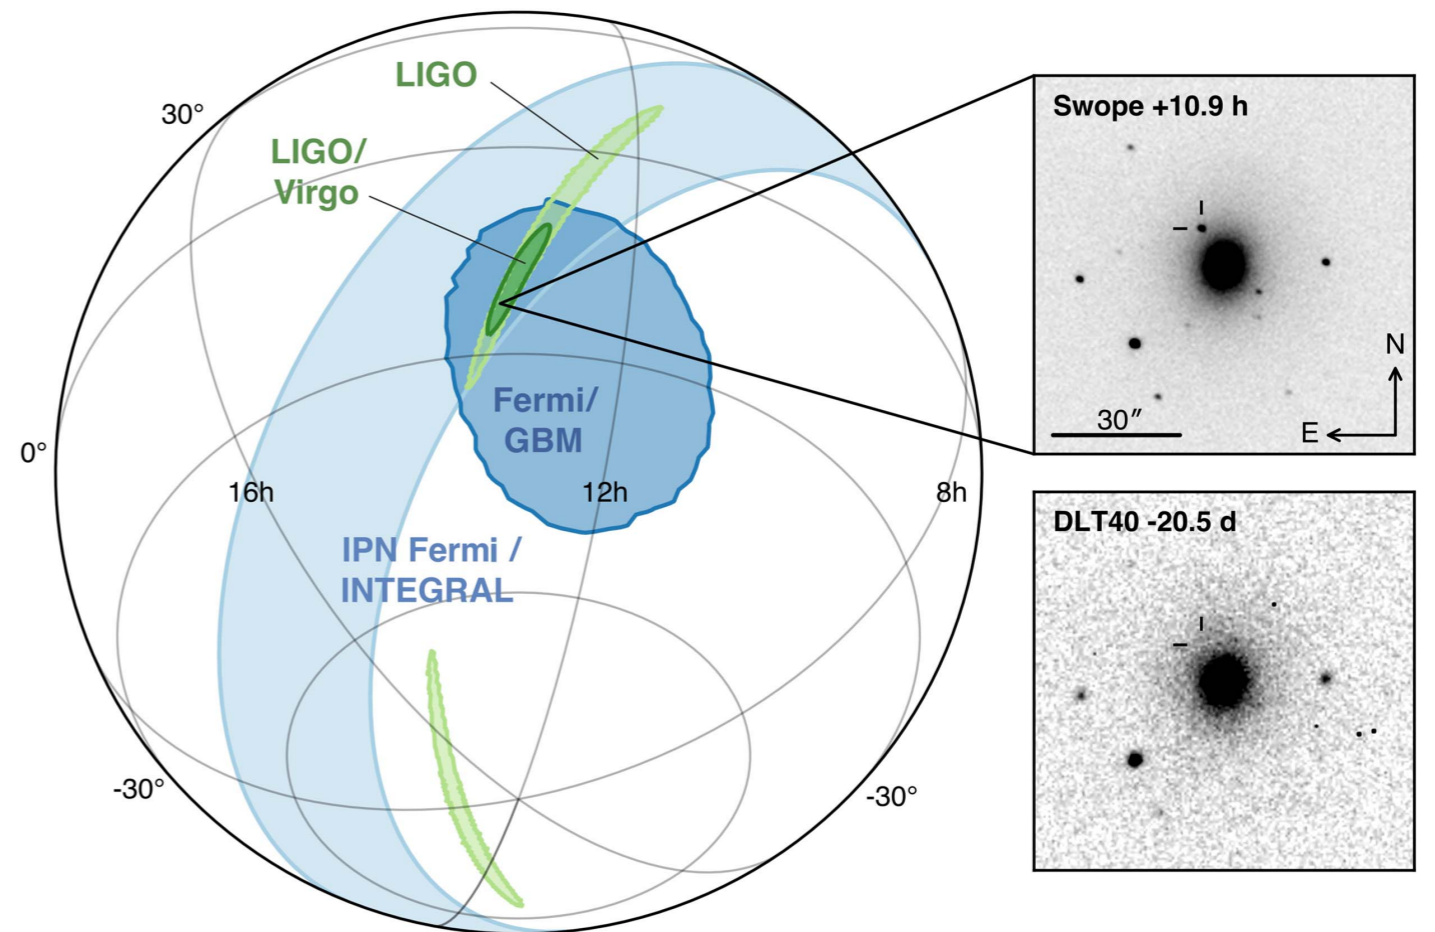 LIGO
LIGO/
Virgo
30°
0°
-30°
-30°
16h
12h
8h
Fermi/
GBM
IPN Fermi /
INTEGRAL
Swope +10.9 h
N
E
30″
DLT40 -20.5 d